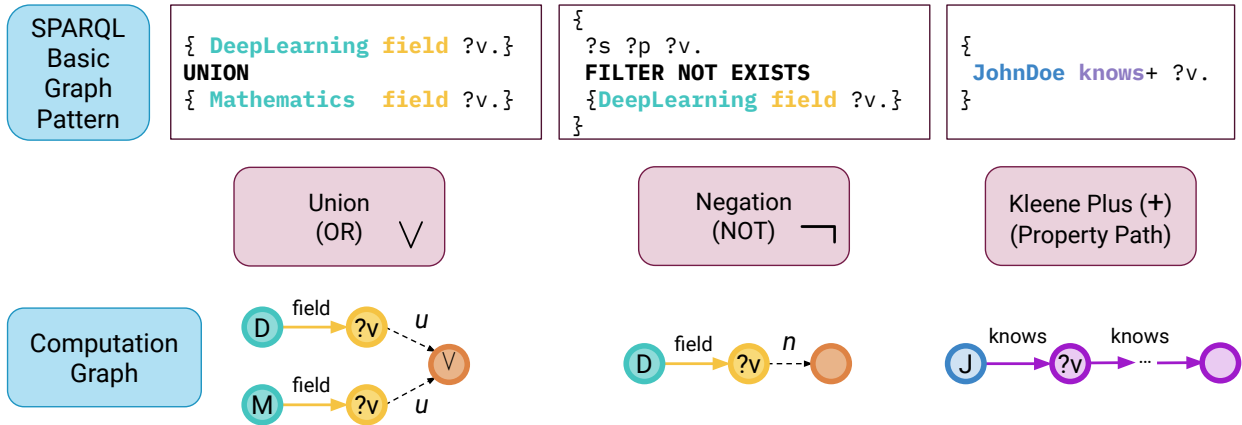 SPARQL
Basic
Graph
Pattern
{ DeepLearning field ?v.}
UNION
{ Mathematics field ?v.}
{
?s ?p ?v.
FILTER NOT EXISTS
{DeepLearning field ?v.}
}
{
JohnDoe knows+ ?v.
}
Union
(OR) ∨
Negation
(NOT) ¬
Kleene Plus (+)
(Property Path)
Computation
Graph
field
D ?v u
∨
field
M ?v u
field n
D ?v
knows knows
J ?v ...